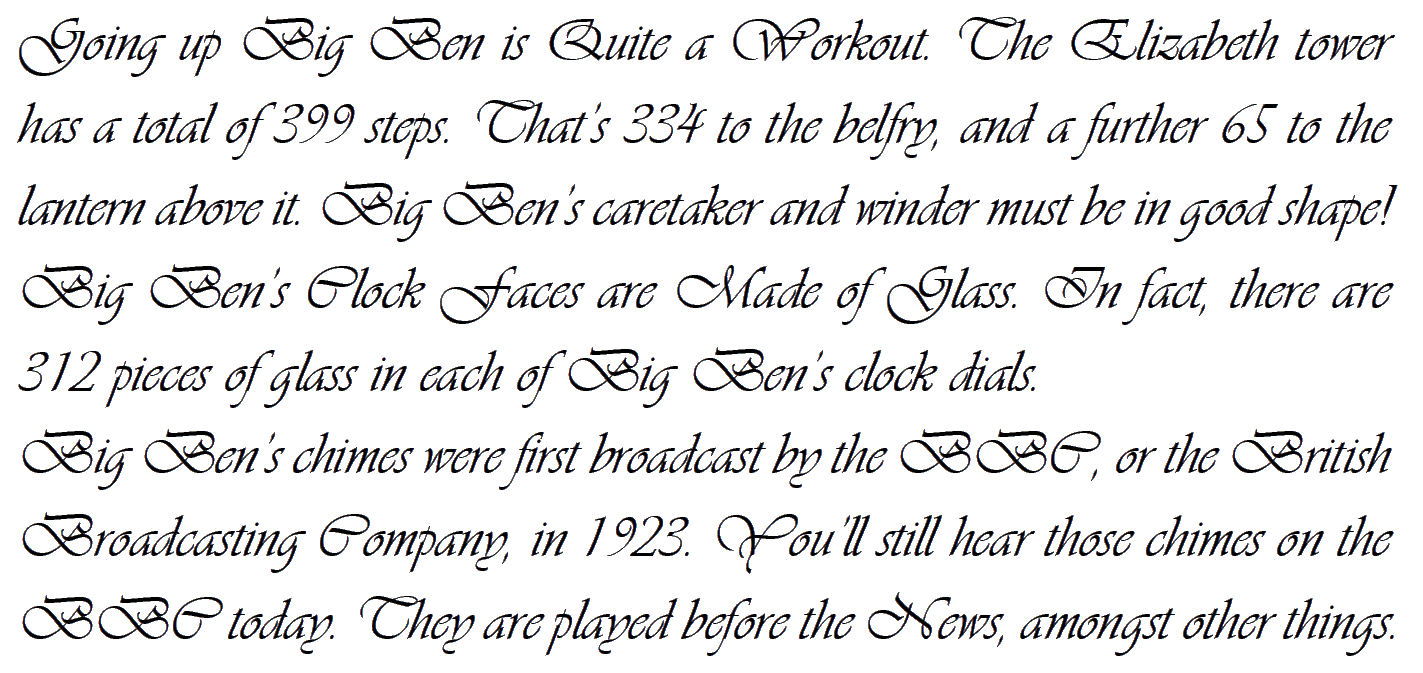 Going up Big Ben is Quite a Workout. The Elizabeth tower
has a total of 399 steps. That's 334 to the belfry, and a further 65 to the
lantern above it. Big Ben's caretaker and winder must be in good shape!
Big Ben's Clock Faces are Made of Glass. In fact, there are
312 pieces of glass in each of Big Ben's clock dials.
Big Ben's chimes were first broadcast by the BBC, or the British
Broadcasting Company, in 1923. You'll still hear those chimes on the
BBC today. They are played before the News, amongst other things.